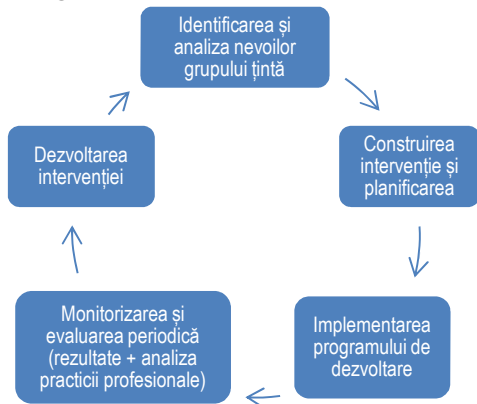 Identificarea și
analiza nevoilor
grupului țintă
Construirea
intervenție și
planificarea
Implementarea
programului de
dezvoltare
Monitorizarea și
evaluarea periodică
(rezultate + analiza
practicii profesionale)
Dezvoltarea
intervenției